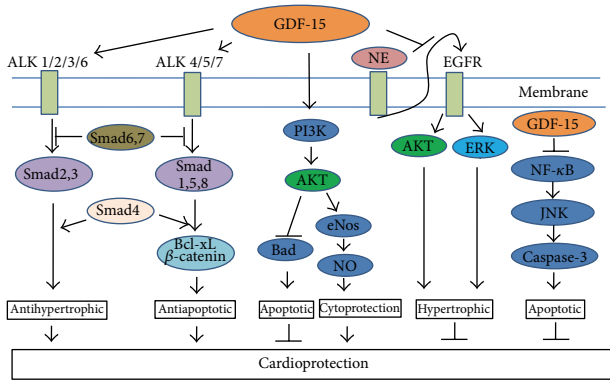 GDF-15
ALK 1/2/3/6
ALK 4/5/7
NE
EGFR
Membrane
Smad6,7
PI3K
AKT
ERK
GDF-15
Smad2,3
Smad
1,5,8
AKT
NF-κB
Smad4
eNos
JNK
Bcl-xL
β-catenin
Bad
NO
Caspase-3
Antihypertrophic
Antiapoptotic
Apoptotic
Cytoprotection
Hypertrophic
Apoptotic
Cardioprotection